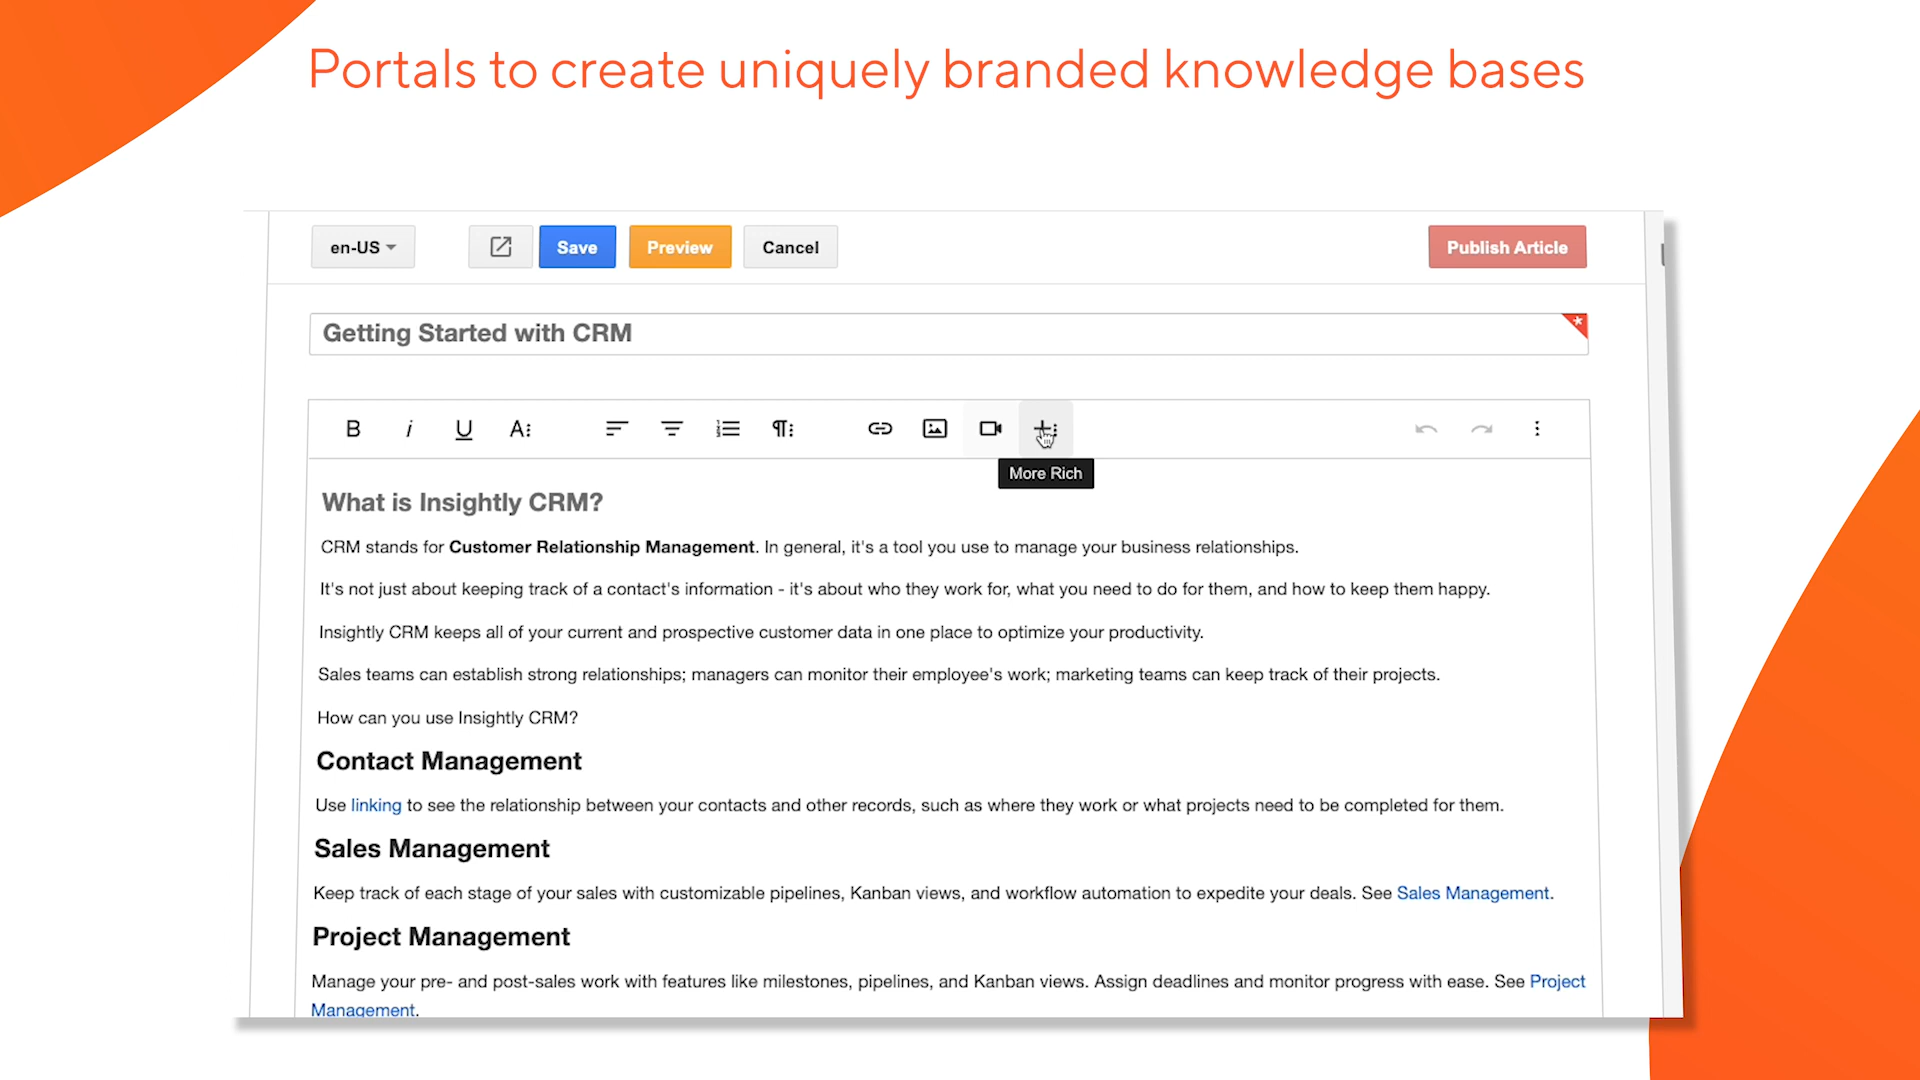 Portals to create uniquely branded knowledge bases
en-US
Save
Preview
Cancel
Publish Article
Getting Started with CRM
*
B i U A
More Rich
What is Insightly CRM?
CRM stands for Customer Relationship Management. In general, it's a tool you use to manage your business relationships.
It's not just about keeping track of a contact's information - it's about who they work for, what you need to do for them, and how to keep them happy.
Insightly CRM keeps all of your current and prospective customer data in one place to optimize your productivity.
Sales teams can establish strong relationships; managers can monitor their employee's work; marketing teams can keep track of their projects.
How can you use Insightly CRM?
Contact Management
Use linking to see the relationship between your contacts and other records, such as where they work or what projects need to be completed for them.
Sales Management
Keep track of each stage of your sales with customizable pipelines, Kanban views, and workflow automation to expedite your deals. See Sales Management.
Project Management
Manage your pre- and post-sales work with features like milestones, pipelines, and Kanban views. Assign deadlines and monitor progress with ease. See Project
Management.